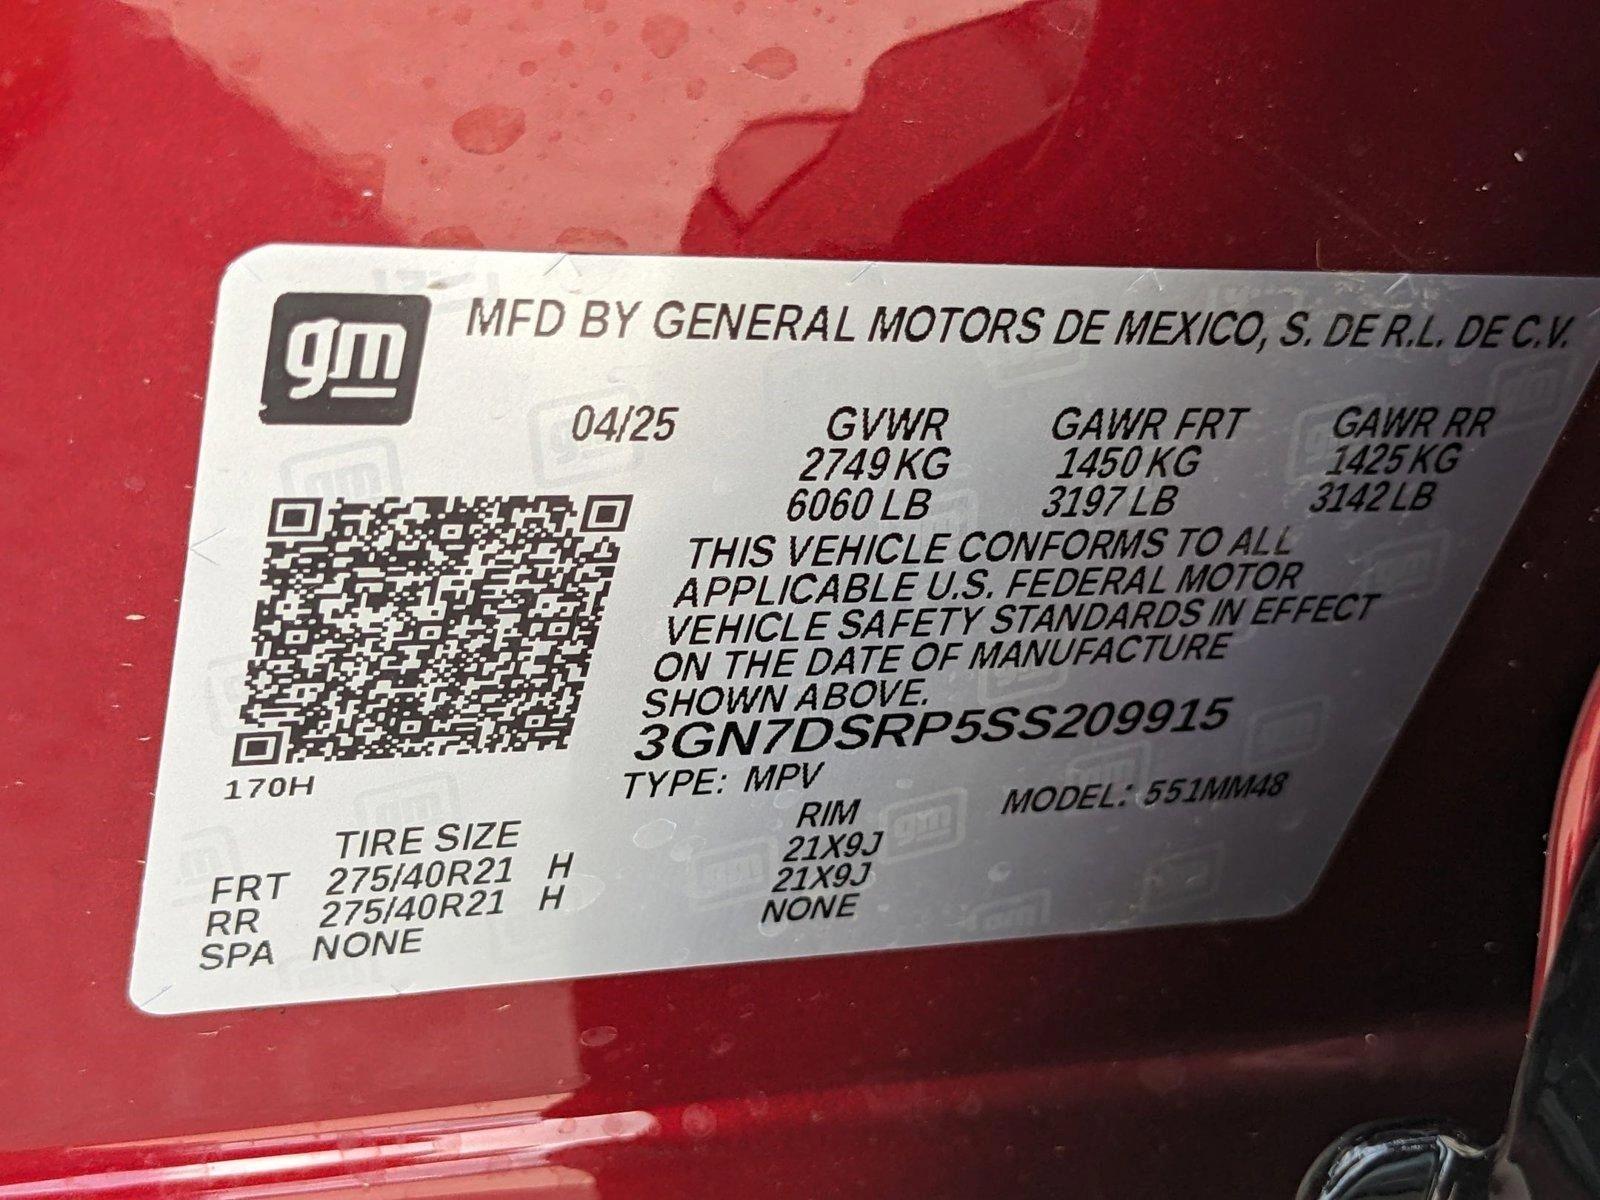 gm
MFD BY GENERAL MOTORS DE MEXICO, S. DE R.L. DE C.V.
04/25 GVWR GAWR FRT GAWR RR
2749 KG 1450 KG 1425 KG
6060 LB 3197 LB 3142 LB
THIS VEHICLE CONFORMS TO ALL
APPLICABLE U.S. FEDERAL MOTOR
VEHICLE SAFETY STANDARDS IN EFFECT
ON THE DATE OF MANUFACTURE
SHOWN ABOVE.
3GN7DSRP5SS209915
170H
TYPE: MPV MODEL: 551MM48
TIRE SIZE RIM
FRT 275/40R21 H 21X9J
RR 275/40R21 H 21X9J
SPA NONE NONE